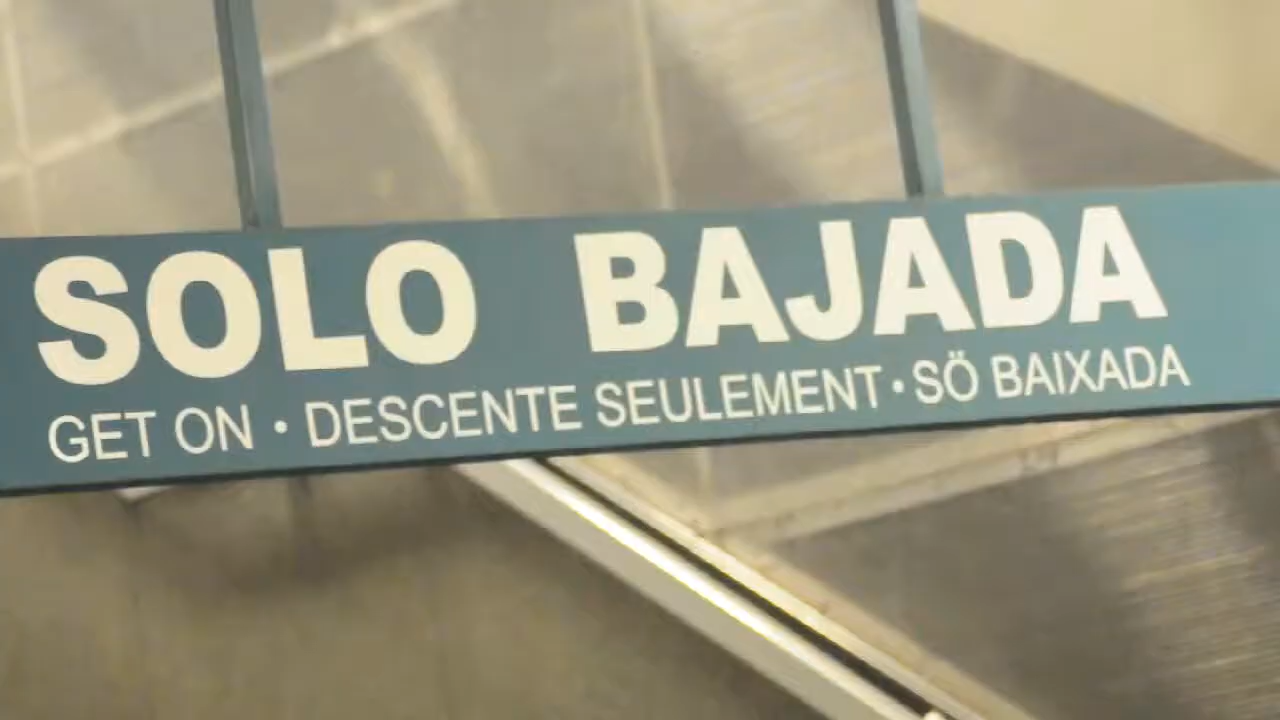 SOLO BAJADA
GET ON · DESCENTE SEULEMENT · SÖ BAIXADA